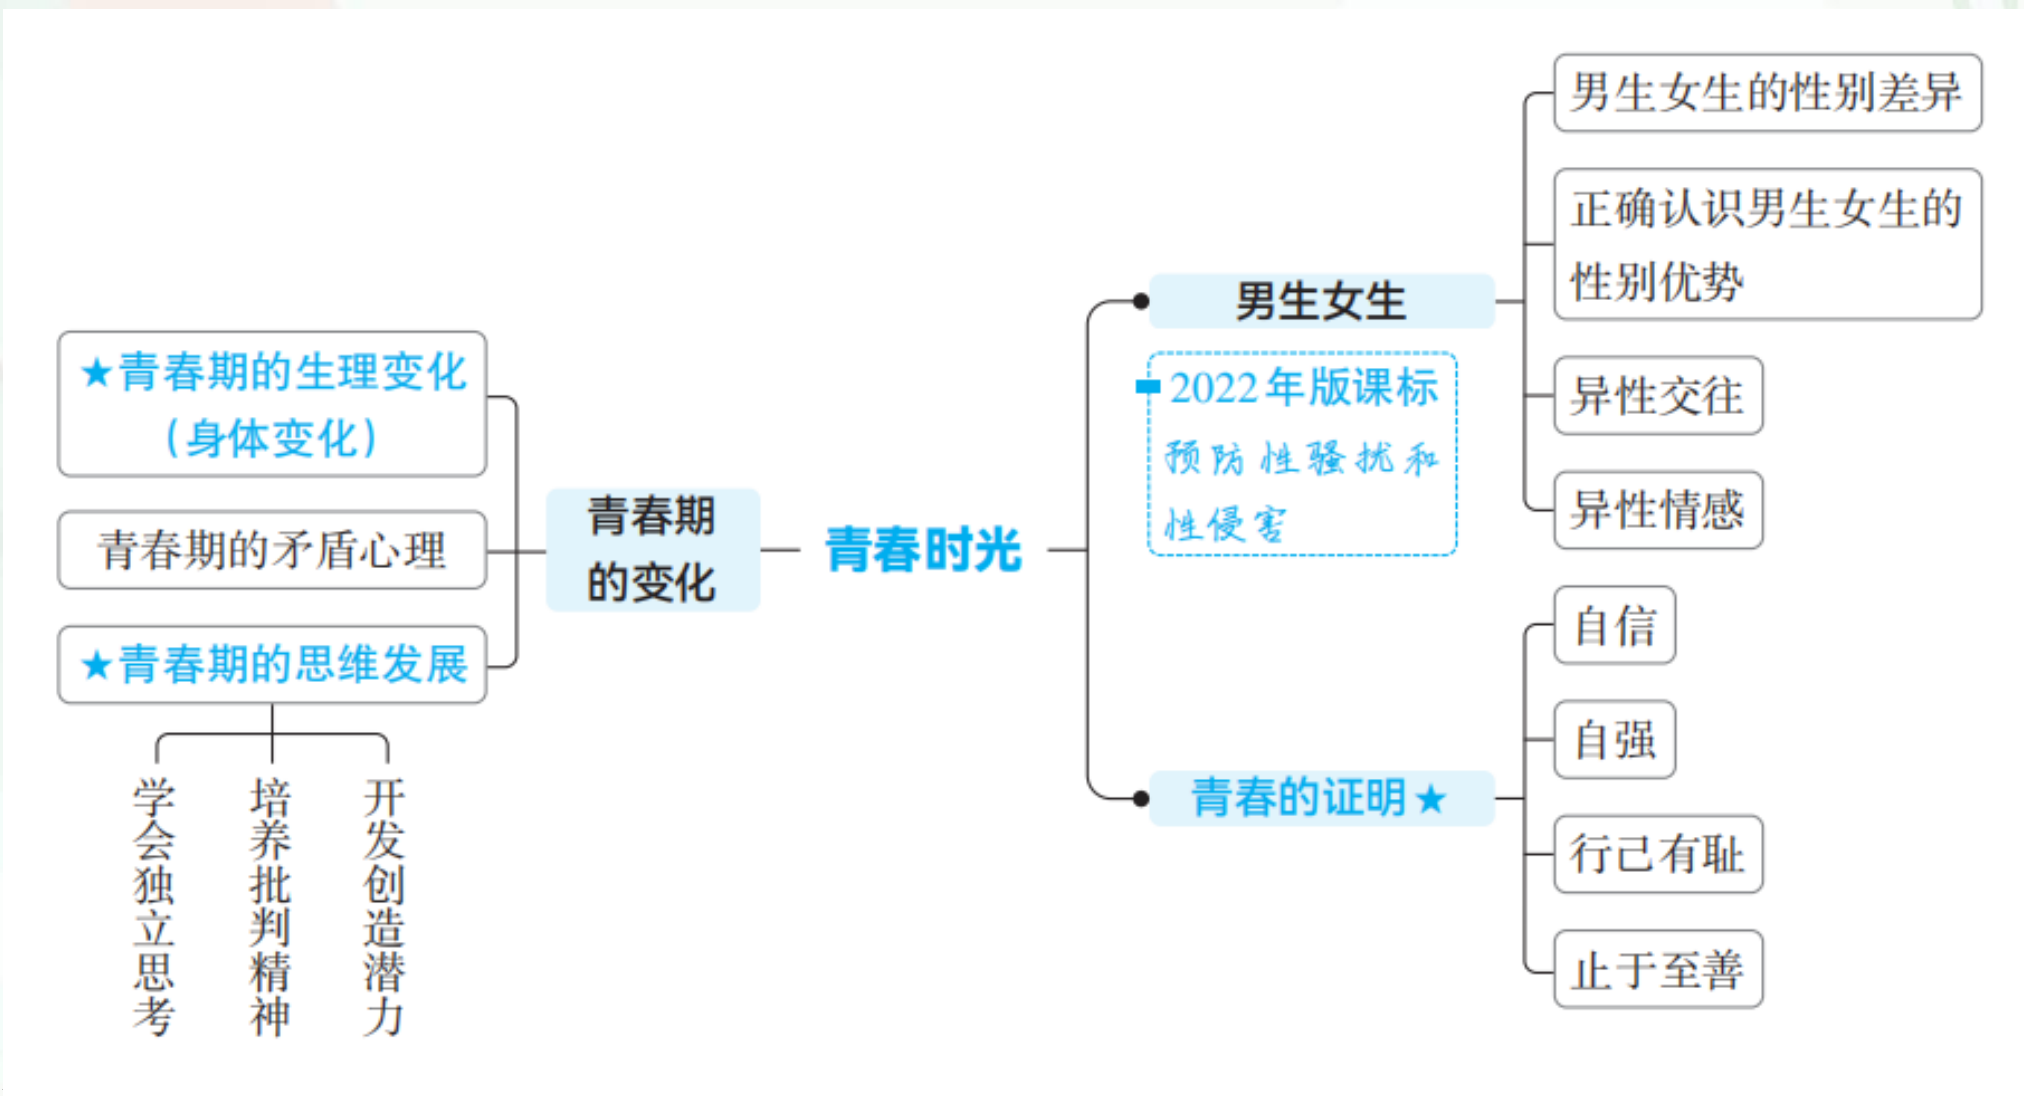 ★青春期的生理变化
(身体变化)
青春期的矛盾心理
★青春期的思维发展
学会独立思考
培养批判精神
开发创造潜力
青春期
的变化
青春时光
男生女生
2022年版课标
预防性骚扰和
性侵害
青春的证明★
男生女生的性别差异
正确认识男生女生的
性别优势
异性交往
异性情感
自信
自强
行己有耻
止于至善